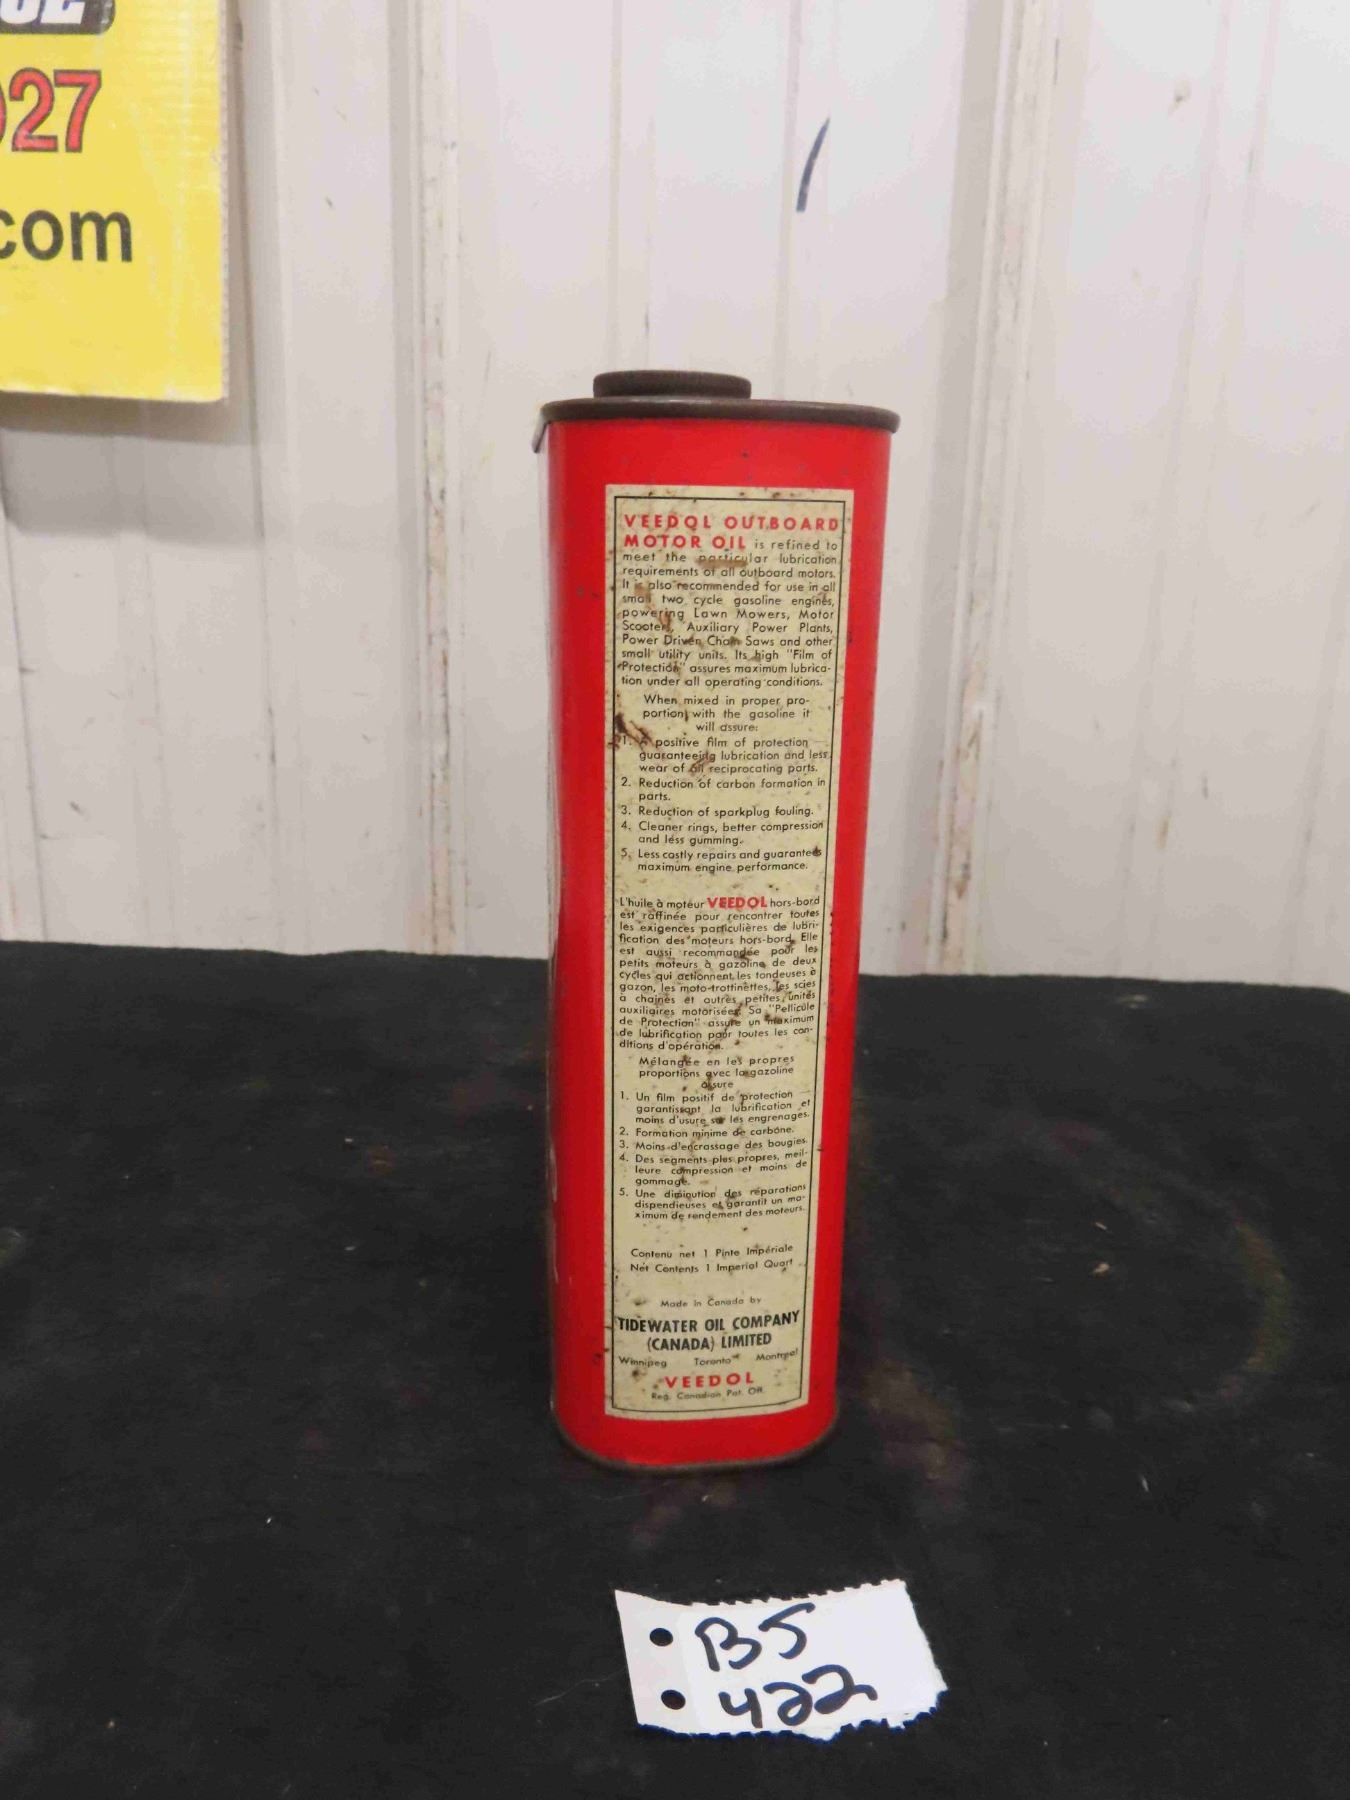 927
.com
VEEDOL OUTBOARD
MOTOR OIL is refined to
meet the particular lubrication
requirements of all outboard motors.
It is also recommended for use in all
small two cycle gasoline engines,
powering Lawn Mowers, Motor
Scooters, Auxiliary Power Plants,
Power Driven Chain Saws and other
small utility units. Its high "Film of
Protection" assures maximum lubrica-
tion under all operating conditions.
When mixed in proper pro-
portion with the gasoline it
will assure:
1. A positive film of protection
guaranteeing lubrication and less
wear of all reciprocating parts.
2. Reduction of carbon formation in
parts.
3. Reduction of sparkplug fouling.
4. Cleaner rings, better compression
and less gumming.
5. Less costly repairs and guarantees
maximum engine performance.
L'huile à moteur VEEDOL hors-bord
est raffinée pour rencontrer toutes
les exigences particulières de lubri-
fication des moteurs hors-bord. Elle
est aussi recommandée pour les
petits moteurs à gazoline de deux
cycles qui actionnent les tondeuses à
gazon, les moto-trottinettes, les scies
à chaînes et autres petites unités
auxiliaires motorisées. Sa "Pellicule
de Protection" assure un maximum
de lubrification pour toutes les con-
ditions d'opération.
Mélangée en les propres
proportions avec la gazoline
assure
1. Un film positif de protection
garantissant la lubrification et
moins d'usure sur les engrenages.
2. Formation minime de carbone.
3. Moins d'encrassage des bougies.
4. Des segments plus propres, meil-
leure compression et moins de
gommage.
5. Une diminution des réparations
dispendieuses et garantit un ma-
ximum de rendement des moteurs.
Contenu net 1 Pinte Impériale
Net Contents 1 Imperial Quart
Made in Canada by
TIDEWATER OIL COMPANY
(CANADA) LIMITED
Winnipeg Toronto Montreal
VEEDOL
Reg. Canadian Pat. Off.
B5
422